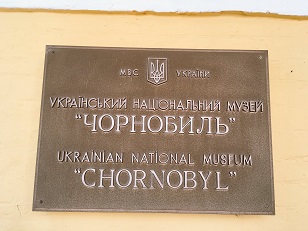 МВС УКРАЇНИ
УКРАЇНСЬКИЙ НАЦІОНАЛЬНИЙ МУЗЕЙ
“ЧОРНОБИЛЬ”
UKRAINIAN NATIONAL MUSEUM
“CHORNOBYL”